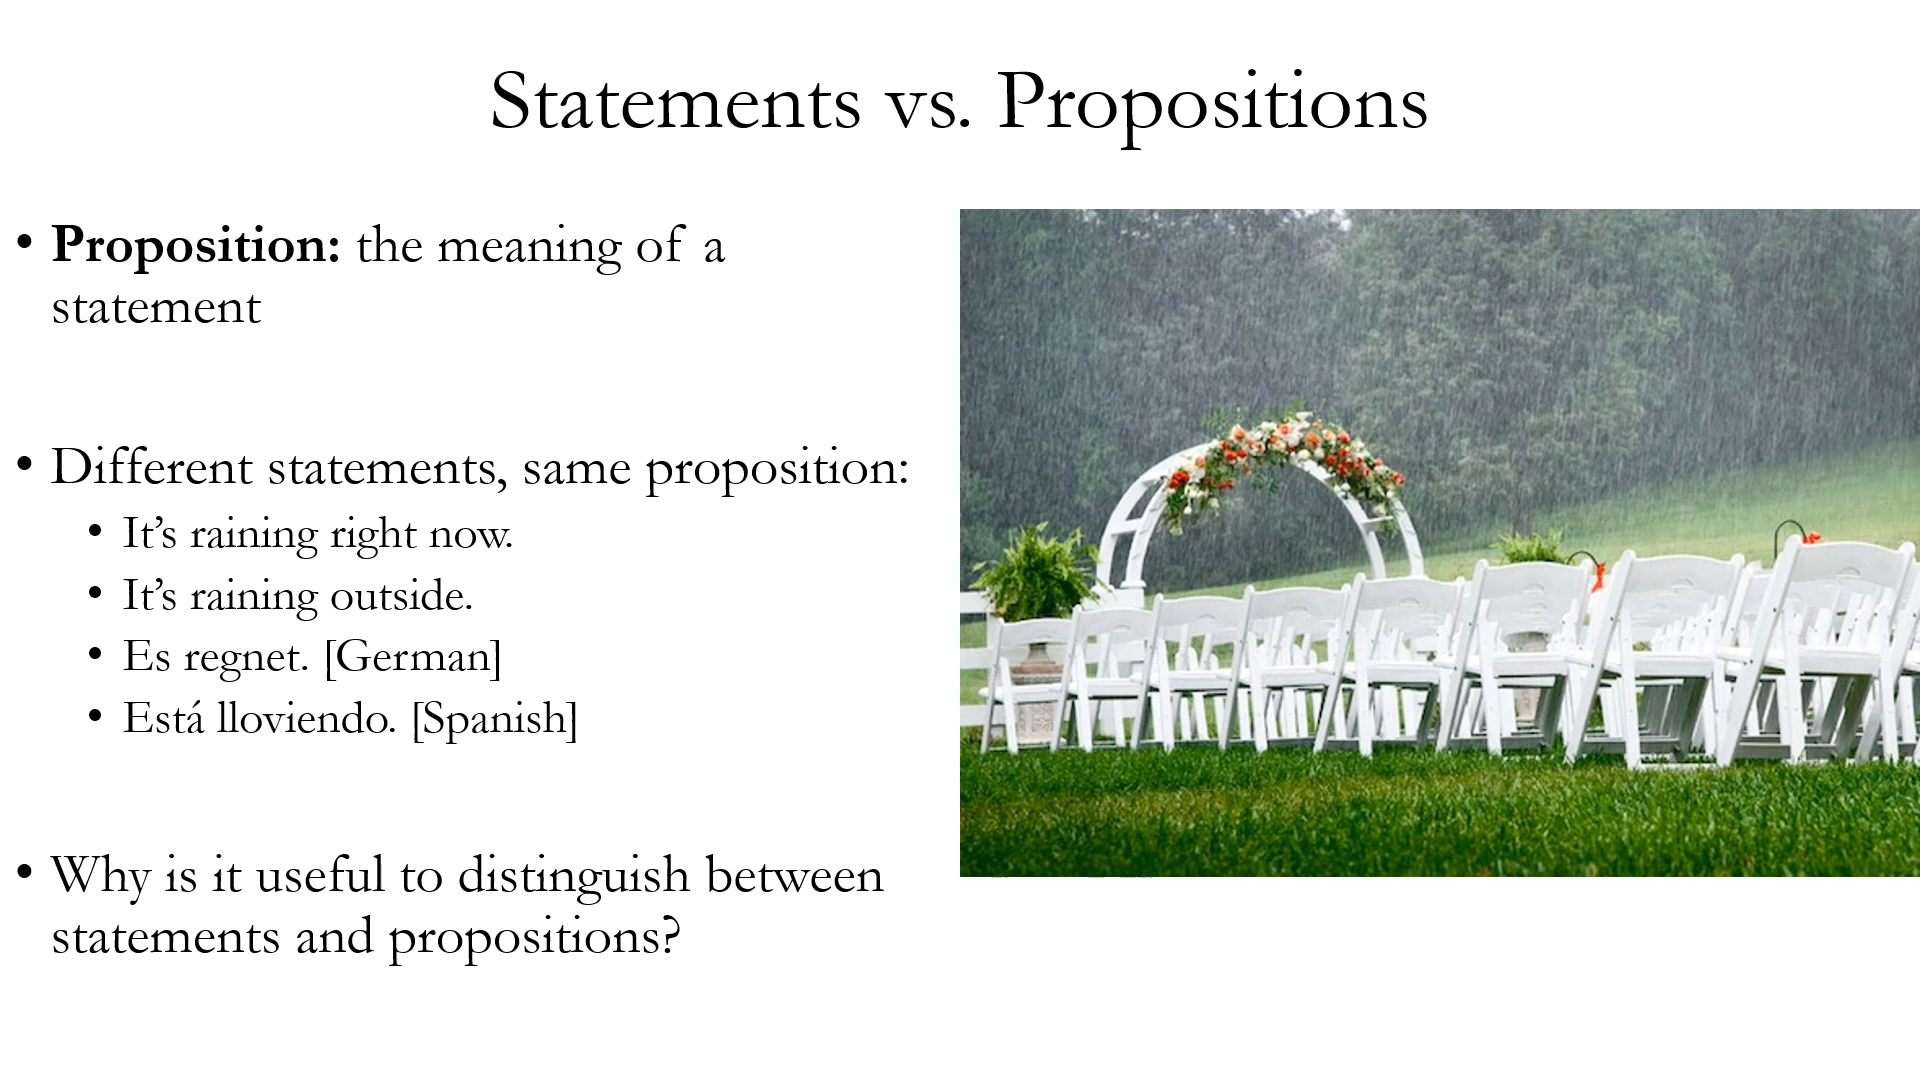 Statements vs. Propositions
• Proposition: the meaning of a
statement
• Different statements, same proposition:
• It’s raining right now.
• It’s raining outside.
• Es regnet. [German]
• Está lloviendo. [Spanish]
• Why is it useful to distinguish between
statements and propositions?